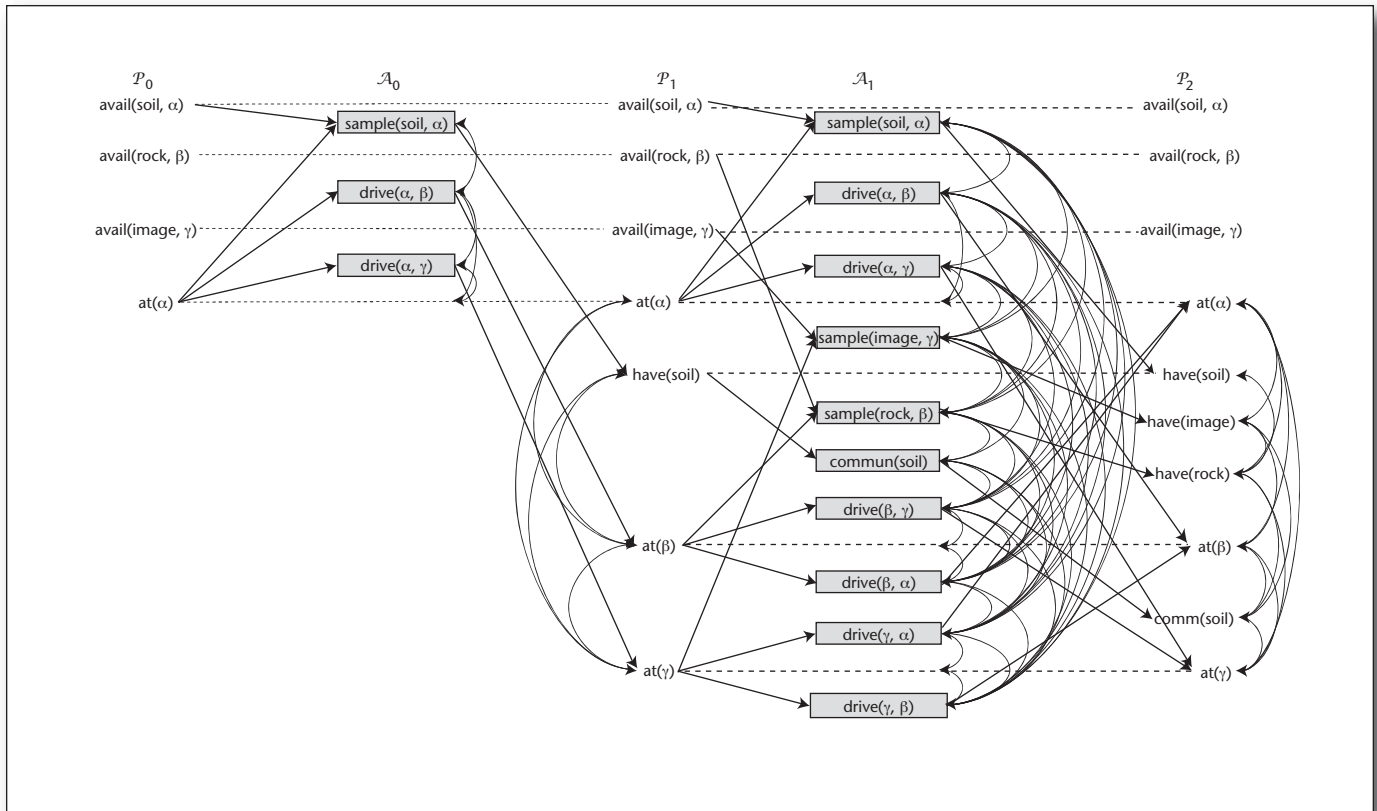 𝒫0 𝒜0 𝒫1 𝒜1 𝒫2
avail(soil, α) avail(soil, α) avail(soil, α)
sample(soil, α) sample(soil, α)
avail(rock, β) avail(rock, β) avail(rock, β)
drive(α, β) drive(α, β)
avail(image, γ) avail(image, γ) avail(image, γ)
drive(α, γ) drive(α, γ)
at(α) at(α) at(α)
sample(image, γ)
have(soil) have(soil)
sample(rock, β) have(image)
commun(soil) have(rock)
drive(β, γ)
at(β) at(β)
drive(β, α)
comm(soil)
drive(γ, α)
at(γ) at(γ)
drive(γ, β)